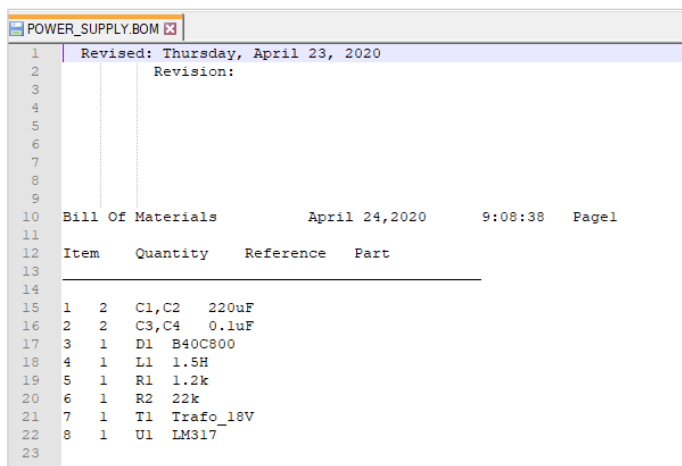 POWER_SUPPLY.BOM
1 Revised: Thursday, April 23, 2020
2 Revision:
3
4
5
6
7
8
9
10 Bill Of Materials April 24,2020 9:08:38 Page1
11
12 Item Quantity Reference Part
13 ______________________________________________
14
15 1 2 C1,C2 220uF
16 2 2 C3,C4 0.1uF
17 3 1 D1 B40C800
18 4 1 L1 1.5H
19 5 1 R1 1.2k
20 6 1 R2 22k
21 7 1 T1 Trafo_18V
22 8 1 U1 LM317
23